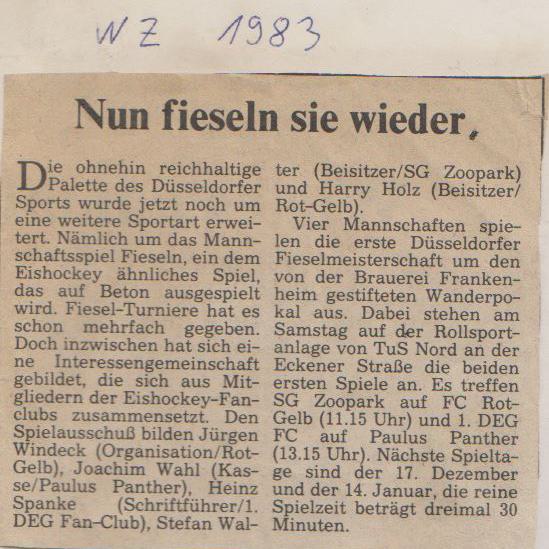 WZ 1983
Nun fieseln sie wieder.
Die ohnehin reichhaltige
Palette des Düsseldorfer
Sports wurde jetzt noch um
eine weitere Sportart erwei-
tert. Nämlich um das Mann-
schaftsspiel Fieseln, ein dem
Eishockey ähnliches Spiel,
das auf Beton ausgespielt
wird. Fiesel-Turniere hat es
schon mehrfach gegeben.
Doch inzwischen hat sich ei-
ne Interessengemeinschaft
gebildet, die sich aus Mit-
gliedern der Eishockey-Fan-
clubs zusammensetzt. Den
Spielausschuß bilden Jürgen
Windeck (Organisation/Rot-
Gelb), Joachim Wahl (Kas-
se/Paulus Panther), Heinz
Spanke (Schriftführer/1.
DEG Fan-Club), Stefan Wal-
ter (Beisitzer/SG Zoopark)
und Harry Holz (Beisitzer/
Rot-Gelb).
Vier Mannschaften spie-
len die erste Düsseldorfer
Fieselmeisterschaft um den
von der Brauerei Franken-
heim gestifteten Wanderpo-
kal aus. Dabei stehen am
Samstag auf der Rollsport-
anlage von TuS Nord an der
Eckener Straße die beiden
ersten Spiele an. Es treffen
SG Zoopark auf FC Rot-
Gelb (11.15 Uhr) und 1. DEG
FC auf Paulus Panther
(13.15 Uhr). Nächste Spielta-
ge sind der 17. Dezember
und der 14. Januar, die reine
Spielzeit beträgt dreimal 30
Minuten.